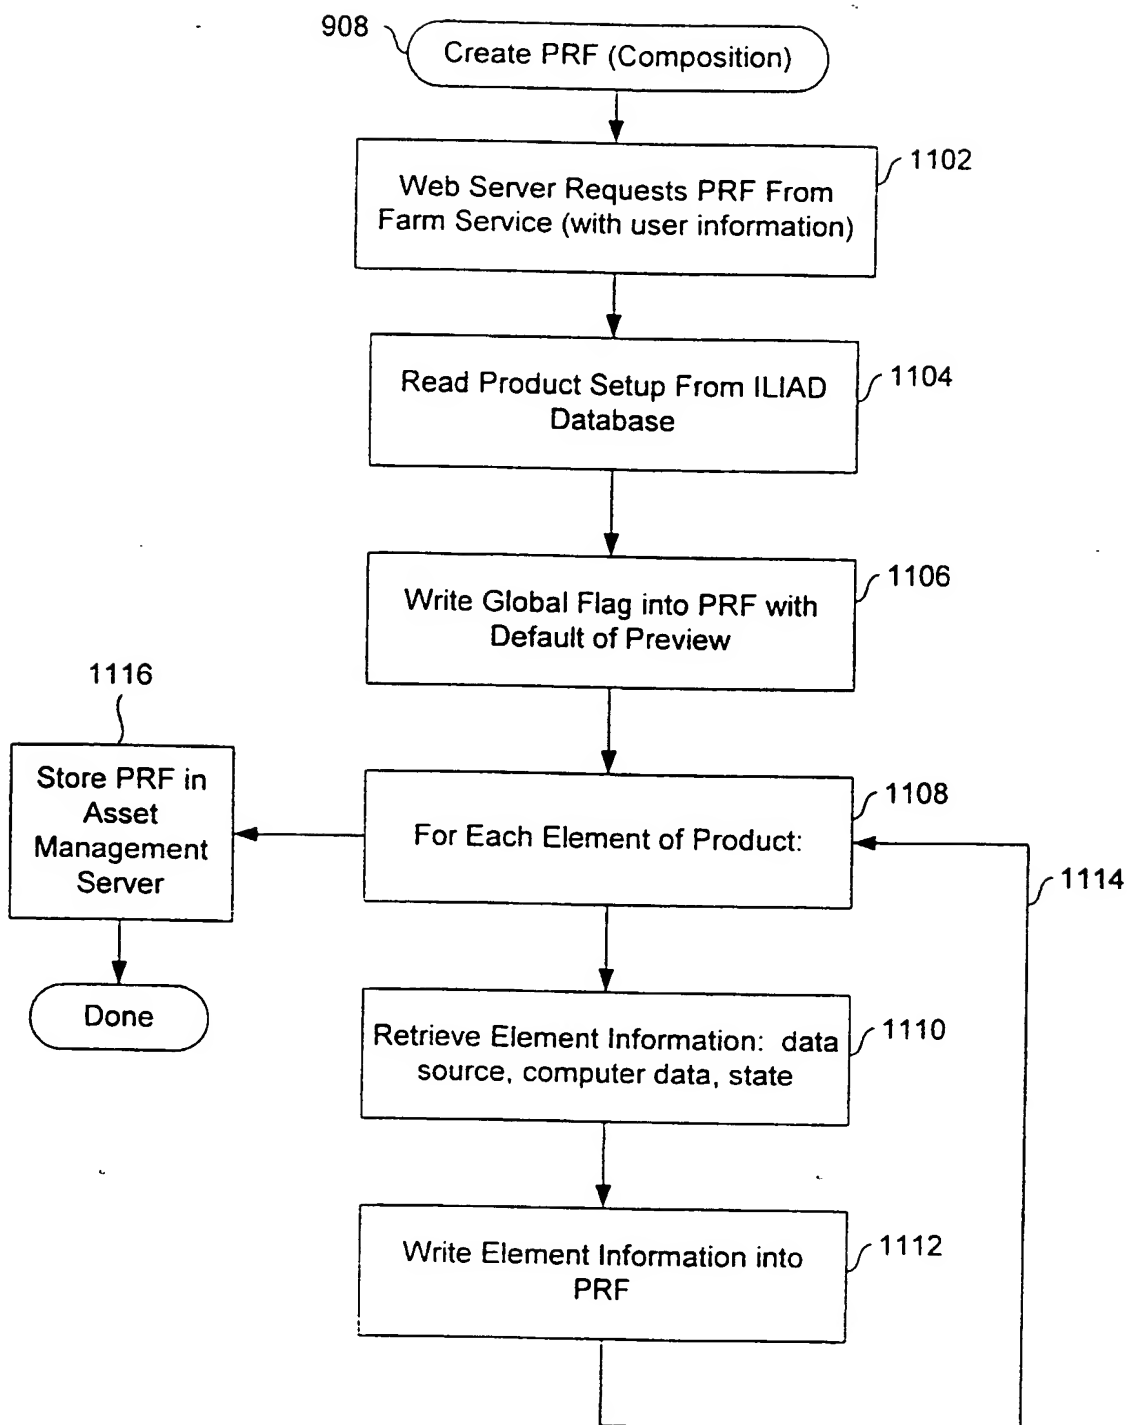 908
Create PRF (Composition)
1102
Web Server Requests PRF From
Farm Service (with user information)
1104
Read Product Setup From ILIAD
Database
1106
Write Global Flag into PRF with
Default of Preview
1116
Store PRF in
Asset
Management
Server
1108
For Each Element of Product:
1114
Done
1110
Retrieve Element Information: data
source, computer data, state
1112
Write Element Information into
PRF